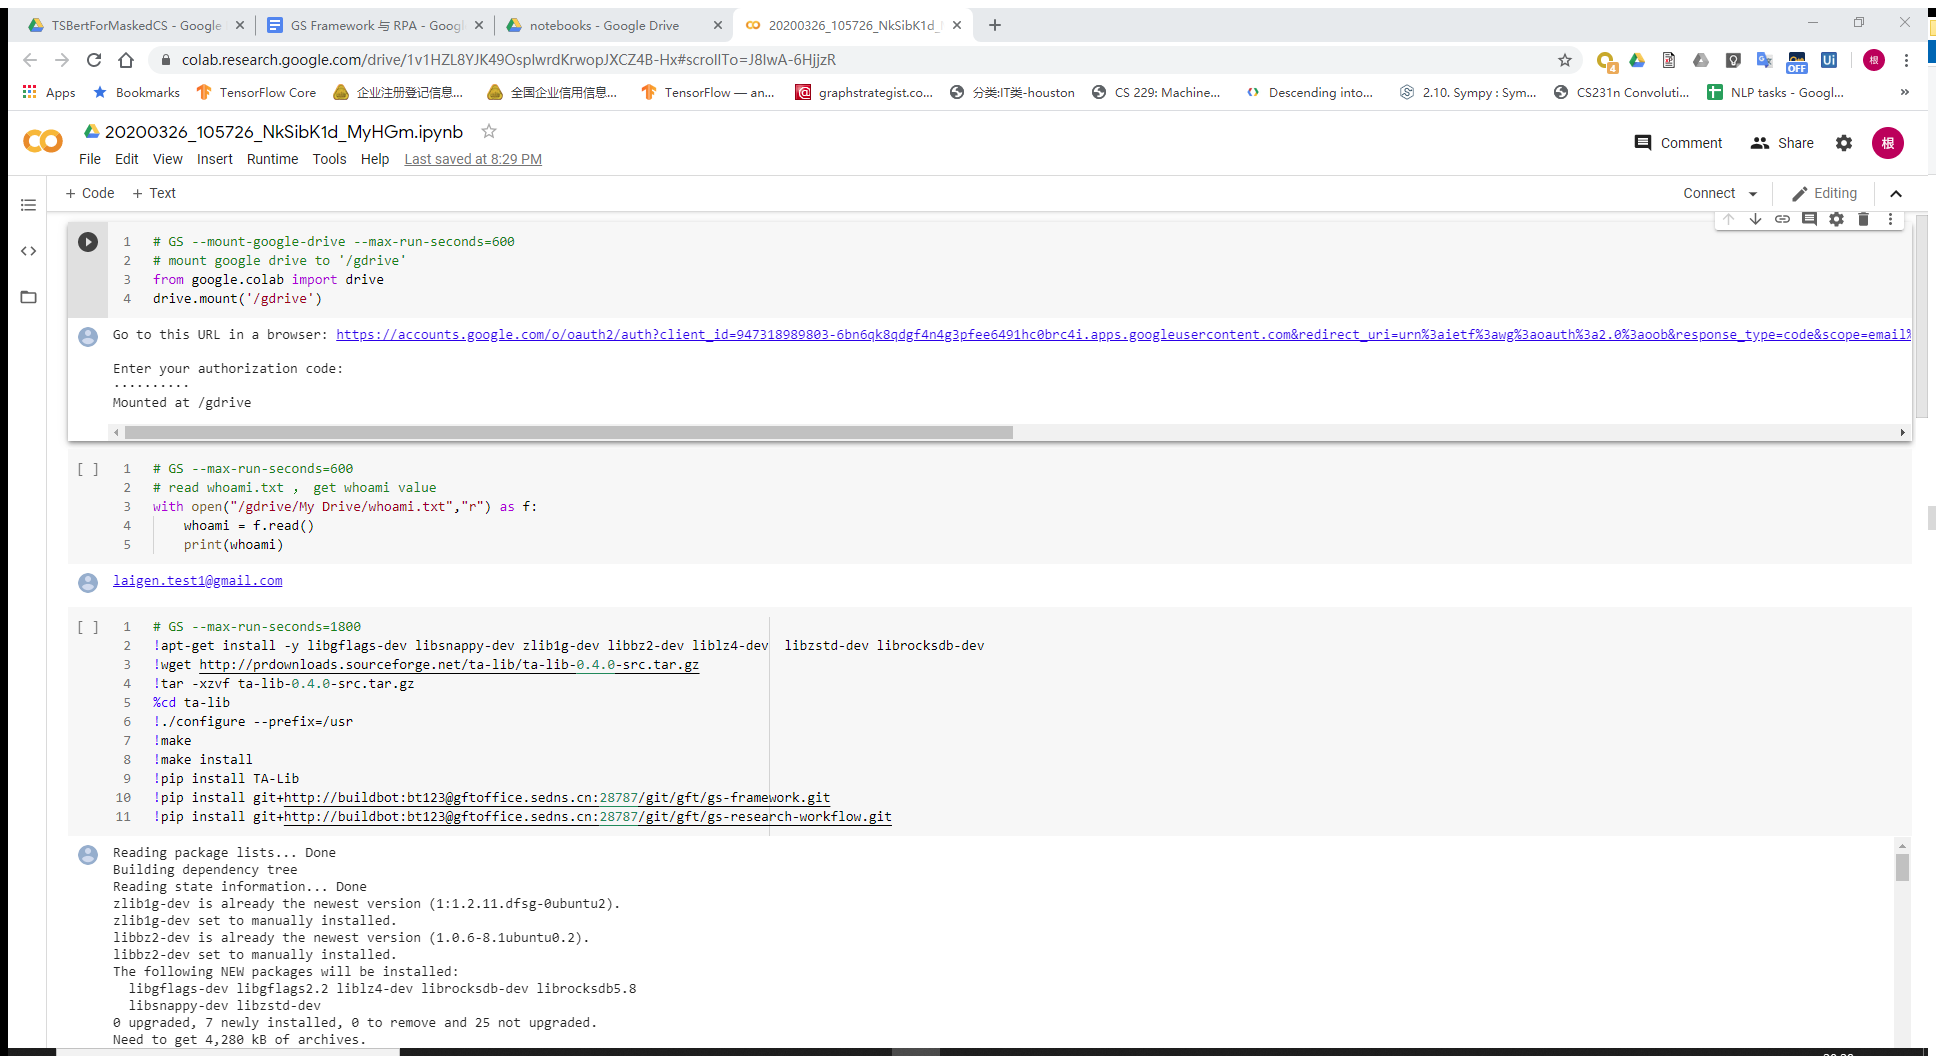 TSBertForMaskedCS - Google
GS Framework 与 RPA - Googl
notebooks - Google Drive
20200326_105726_NkSibK1d_
colab.research.google.com/drive/1v1HZL8YJK49OsplwrdKrwopJXCZ4B-Hx#scrollTo=J8IwA-6HjjzR
4
OFF
Ui
根
Apps
Bookmarks
TensorFlow Core
企业注册登记信息...
全国企业信用信息...
TensorFlow — an...
graphstrategist.co...
分类:IT类-houston
CS 229: Machine...
Descending into...
2.10. Sympy : Sym...
CS231n Convoluti...
NLP tasks - Googl...
»
20200326_105726_NkSibK1d_MyHGm.ipynb
File Edit View Insert Runtime Tools Help Last saved at 8:29 PM
Comment
Share
根
+ Code + Text
Connect
Editing
1 # GS --mount-google-drive --max-run-seconds=600
2 # mount google drive to '/gdrive'
3 from google.colab import drive
4 drive.mount('/gdrive')
Go to this URL in a browser: https://accounts.google.com/o/oauth2/auth?client_id=947318989803-6bn6qk8qdgf4n4g3pfee6491hc0brc4i.apps.googleusercontent.com&redirect_uri=urn%3aietf%3awg%3aoauth%3a2.0%3aoob&response_type=code&scope=email%
Enter your authorization code:
··········
Mounted at /gdrive
[ ] 1 # GS --max-run-seconds=600
2 # read whoami.txt , get whoami value
3 with open("/gdrive/My Drive/whoami.txt","r") as f:
4 whoami = f.read()
5 print(whoami)
laigen.test1@gmail.com
[ ] 1 # GS --max-run-seconds=1800
2 !apt-get install -y libgflags-dev libsnappy-dev zlib1g-dev libbz2-dev liblz4-dev libzstd-dev librocksdb-dev
3 !wget http://prdownloads.sourceforge.net/ta-lib/ta-lib-0.4.0-src.tar.gz
4 !tar -xzvf ta-lib-0.4.0-src.tar.gz
5 %cd ta-lib
6 !./configure --prefix=/usr
7 !make
8 !make install
9 !pip install TA-Lib
10 !pip install git+http://buildbot:bt123@gftoffice.sedns.cn:28787/git/gft/gs-framework.git
11 !pip install git+http://buildbot:bt123@gftoffice.sedns.cn:28787/git/gft/gs-research-workflow.git
Reading package lists... Done
Building dependency tree
Reading state information... Done
zlib1g-dev is already the newest version (1:1.2.11.dfsg-0ubuntu2).
zlib1g-dev set to manually installed.
libbz2-dev is already the newest version (1.0.6-8.1ubuntu0.2).
libbz2-dev set to manually installed.
The following NEW packages will be installed:
libgflags-dev libgflags2.2 liblz4-dev librocksdb-dev librocksdb5.8
libsnappy-dev libzstd-dev
0 upgraded, 7 newly installed, 0 to remove and 25 not upgraded.
Need to get 4,280 kB of archives.